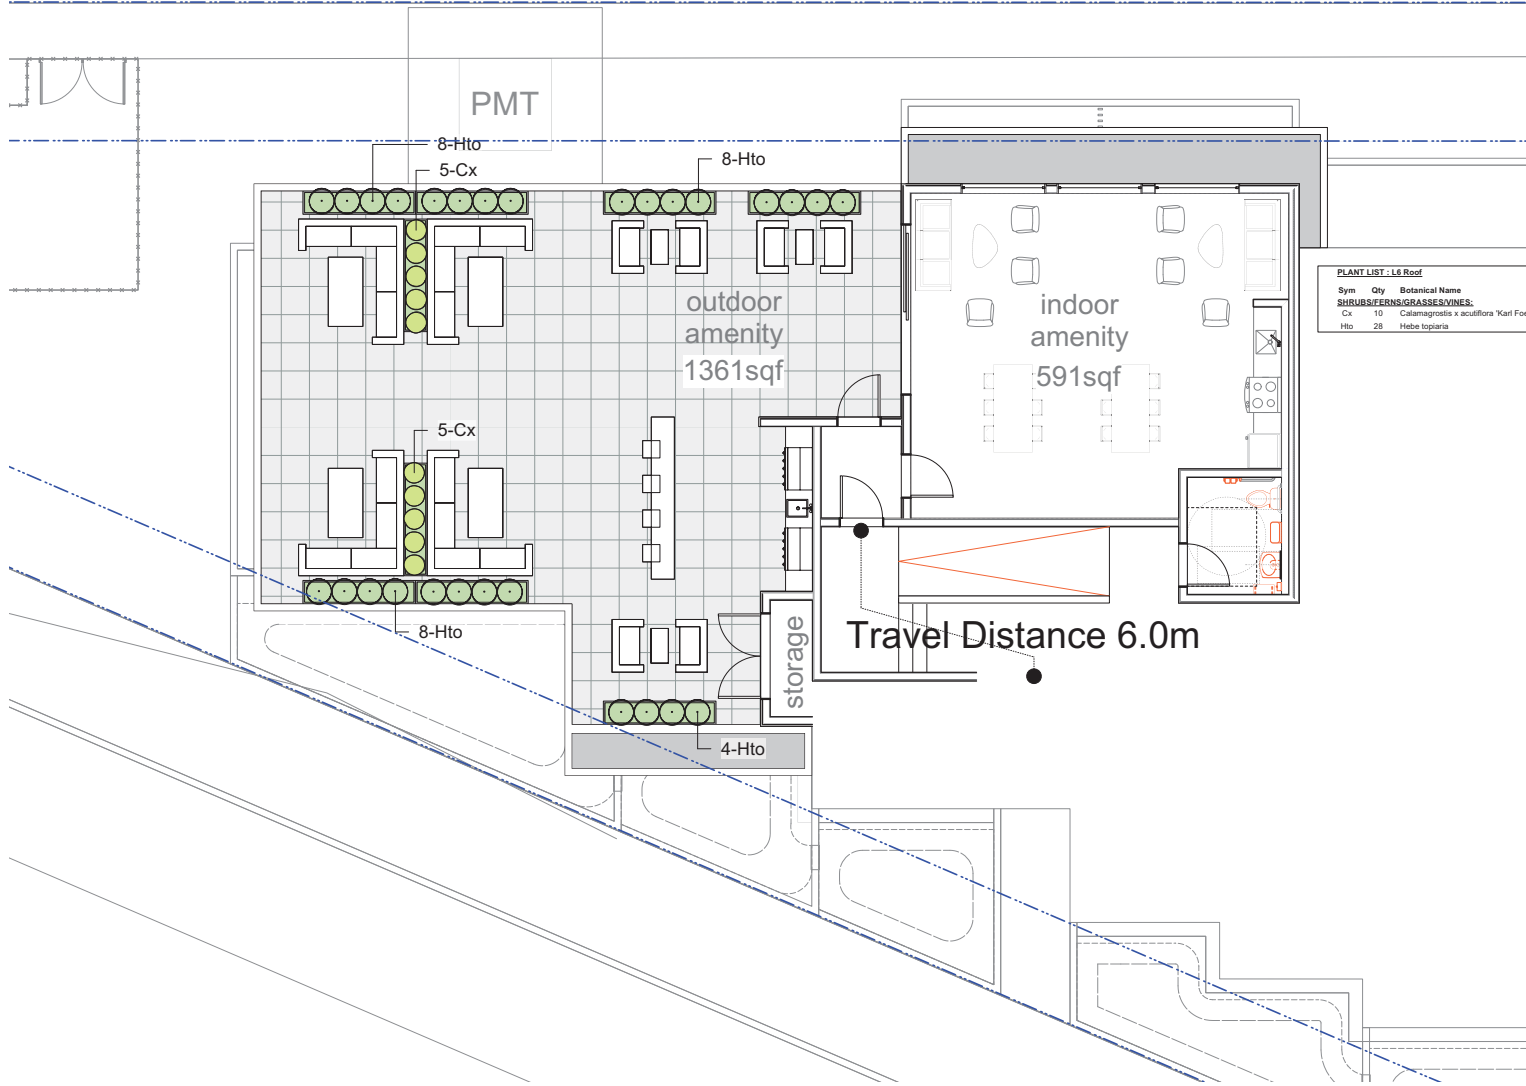 PMT
8-Hto
5-Cx
8-Hto
outdoor
amenity
1361sqf
indoor
amenity
591sqf
PLANT LIST : L6 Roof
Sym Qty Botanical Name
SHRUBS/FERNS/GRASSES/VINES:
Cx 10 Calamagrostis x acutiflora 'Karl Foe
Hto 28 Hebe topiaria
5-Cx
8-Hto
Travel Distance 6.0m
storage
4-Hto